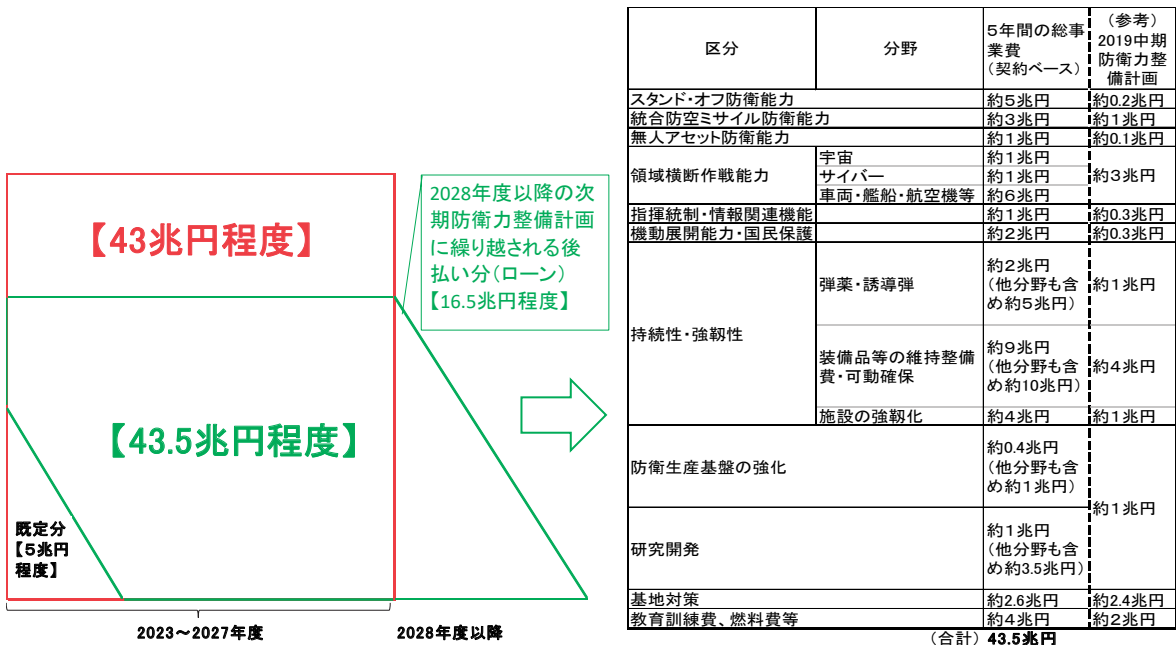 【43兆円程度】
2028年度以降の次
期防衛力整備計画
に繰り越される後
払い分(ローン)
【16.5兆円程度】
【43.5兆円程度】
既定分
【5兆円
程度】
2023～2027年度
2028年度以降
区分
分野
5年間の総事
業費
(契約ベース)
(参考)
2019中期
防衛力整
備計画
スタンド・オフ防衛能力
約5兆円
約0.2兆円
統合防空ミサイル防衛能力
約3兆円
約1兆円
無人アセット防衛能力
約1兆円
約0.1兆円
領域横断作戦能力
宇宙
約1兆円
サイバー
約1兆円
車両・艦船・航空機等
約6兆円
約3兆円
指揮統制・情報関連機能
約1兆円
約0.3兆円
機動展開能力・国民保護
約2兆円
約0.3兆円
持続性・強靱性
弾薬・誘導弾
約2兆円
(他分野も含
め約5兆円)
約1兆円
装備品等の維持整備
費・可動確保
約9兆円
(他分野も含
め約10兆円)
約4兆円
施設の強靱化
約4兆円
約1兆円
防衛生産基盤の強化
約0.4兆円
(他分野も含
め約1兆円)
約1兆円
研究開発
約1兆円
(他分野も含
め約3.5兆円)
基地対策
約2.6兆円
約2.4兆円
教育訓練費、燃料費等
約4兆円
約2兆円
(合計) 43.5兆円